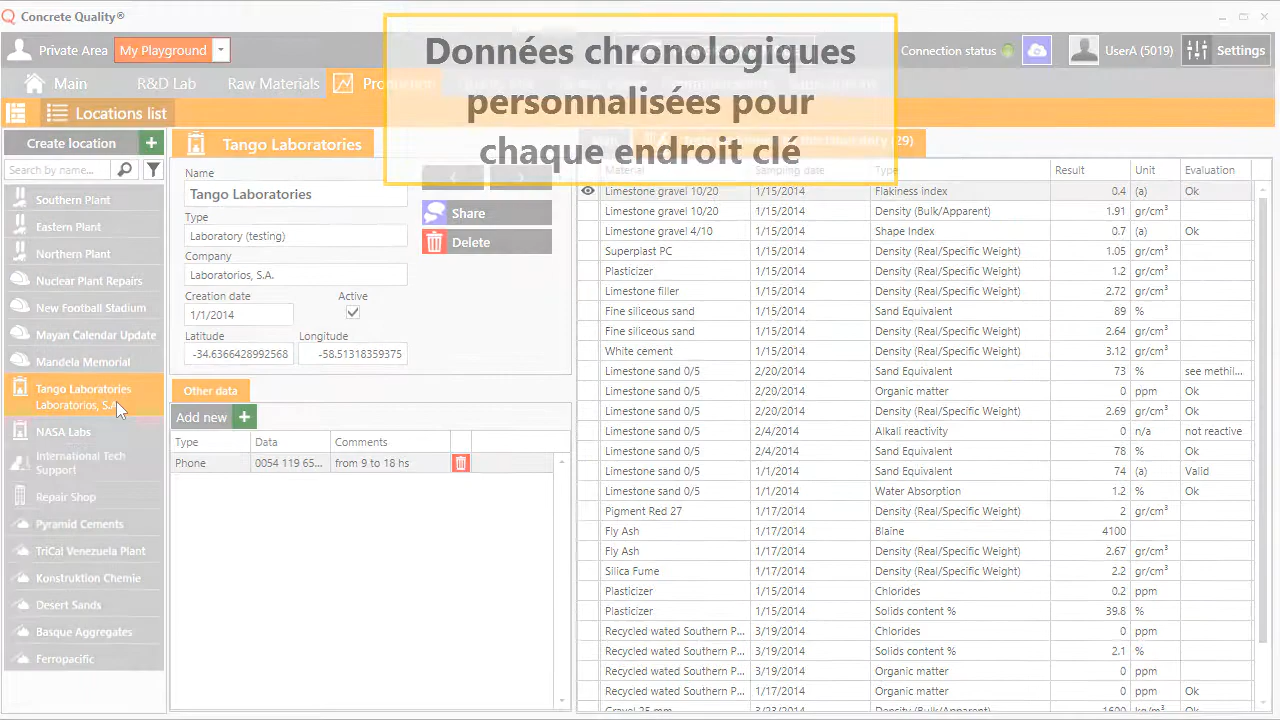 Concrete Quality®
Private Area My Playground
Connection status UserA (5019) Settings
Données chronologiques
personnalisées pour
chaque endroit clé
Main R&D Lab Raw Materials
Locations list
Create location
Search by name...
Southern Plant
Eastern Plant
Northern Plant
Nuclear Plant Repairs
New Football Stadium
Mayan Calendar Update
Mandela Memorial
Tango Laboratories
Laboratorios, S.A.
NASA Labs
International Tech
Support
Repair Shop
Pyramid Cements
TriCal Venezuela Plant
Konstruktion Chemie
Desert Sands
Basque Aggregates
Ferropacific
Tango Laboratories
Name
Tango Laboratories
Type
Laboratory (testing)
Company
Laboratorios, S.A.
Creation date Active
1/1/2014
Latitude Longitude
-34.6366428992568 -58.51318359375
Share
Delete
Other data
Add new
Type Data Comments
Phone 0054 119 65... from 9 to 18 hs
(29)
Material Sampling date Type Result Unit Evaluation
Limestone gravel 10/20 1/15/2014 Flakiness index 0.4 (a) Ok
Limestone gravel 10/20 1/15/2014 Density (Bulk/Apparent) 1.91 gr/cm³
Limestone gravel 4/10 1/15/2014 Shape Index 0.7 (a) Ok
Superplast PC 1/15/2014 Density (Real/Specific Weight) 1.05 gr/cm³
Plasticizer 1/15/2014 Density (Real/Specific Weight) 1.2 gr/cm³
Limestone filler 1/15/2014 Density (Real/Specific Weight) 2.72 gr/cm³
Fine siliceous sand 1/15/2014 Sand Equivalent 89 %
Fine siliceous sand 1/15/2014 Density (Real/Specific Weight) 2.64 gr/cm³
White cement 1/15/2014 Density (Real/Specific Weight) 3.12 gr/cm³
Limestone sand 0/5 2/20/2014 Sand Equivalent 73 % see methil...
Limestone sand 0/5 2/20/2014 Organic matter 0 ppm Ok
Limestone sand 0/5 2/20/2014 Density (Real/Specific Weight) 2.69 gr/cm³ Ok
Limestone sand 0/5 2/4/2014 Alkali reactivity 0 n/a not reactive
Limestone sand 0/5 2/4/2014 Sand Equivalent 78 % Ok
Limestone sand 0/5 1/1/2014 Sand Equivalent 74 (a) Vaild
Limestone sand 0/5 1/1/2014 Water Absorption 1.2 % Ok
Pigment Red 27 1/17/2014 Density (Real/Specific Weight) 2 gr/cm³
Fly Ash 1/17/2014 Blaine 4100
Fly Ash 1/17/2014 Density (Real/Specific Weight) 2.67 gr/cm³
Silica Fume 1/17/2014 Density (Real/Specific Weight) 2.2 gr/cm³
Plasticizer 1/15/2014 Chlorides 0.2 ppm
Plasticizer 1/15/2014 Solids content % 39.8 %
Recycled wated Southern P... 3/19/2014 Chlorides 0 ppm
Recycled wated Southern P... 3/19/2014 Solids content % 2.1 %
Recycled wated Southern P... 3/19/2014 Organic matter 0 ppm
Recycled wated Southern P... 1/17/2014 Organic matter 0 ppm Ok
Gravel 25 mm 3/23/2014 Density (Bulk/Apparent) 1600 kg/m³ Ok